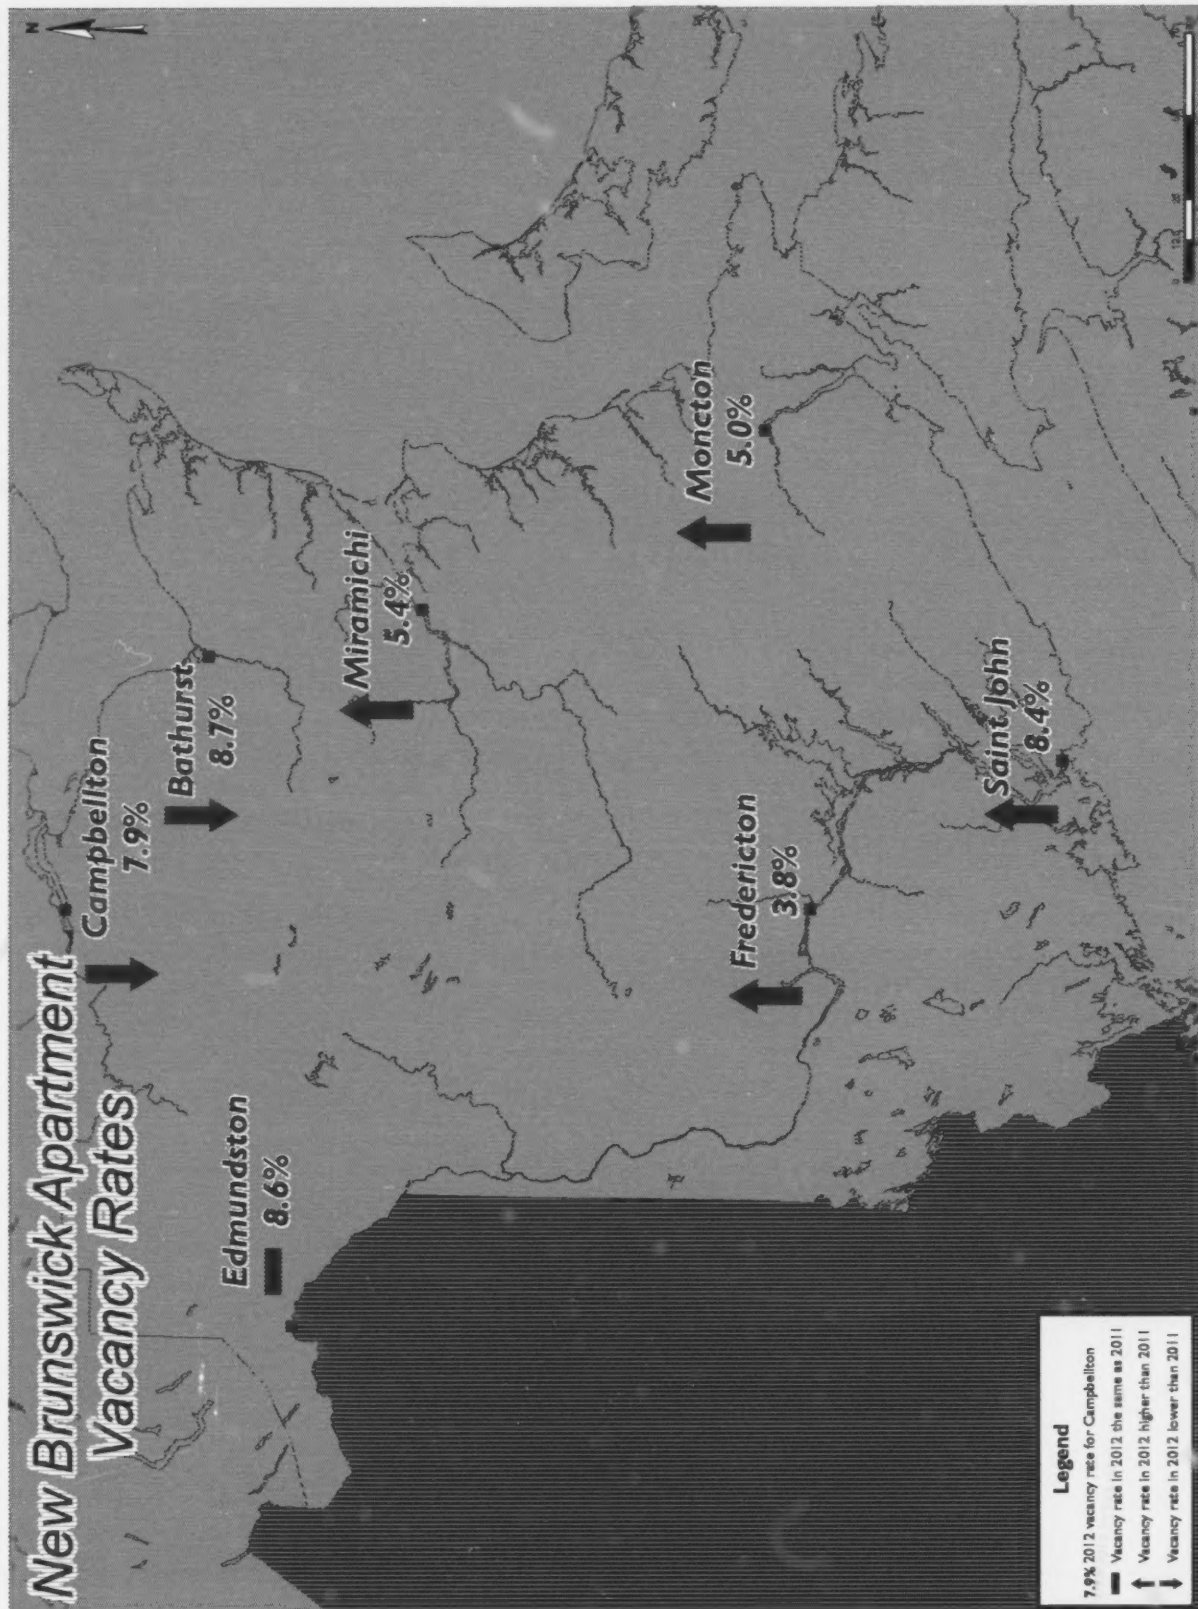 New Brunswick Apartment
Vacancy Rates
N
Campbellton
7.9%
Bathurst
8.7%
Edmundston
8.6%
Miramichi
5.4%
Moncton
5.0%
Fredericton
3.8%
Saint John
8.4%
Legend
7.9% 2012 vacancy rate for Campbellton
Vacancy rate in 2012 the same as 2011
Vacancy rate in 2012 higher than 2011
Vacancy rate in 2012 lower than 2011